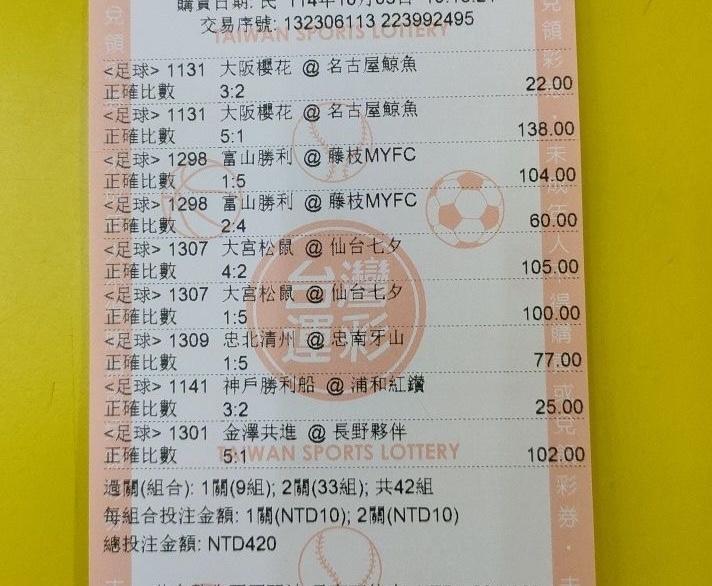 交易序號: 132306113 223992495
TAIWAN SPORTS LOTTERY
<足球> 1131 大阪櫻花 @ 名古屋鯨魚
正確比數 3:2 22.00
<足球> 1131 大阪櫻花 @ 名古屋鯨魚
正確比數 5:1 138.00
<足球> 1298 富山勝利 @ 藤枝MYFC
正確比數 1:5 104.00
<足球> 1298 富山勝利 @ 藤枝MYFC
正確比數 2:4 60.00
<足球> 1307 大宮松鼠 @ 仙台七夕
正確比數 4:2 105.00
<足球> 1307 大宮松鼠 @ 仙台七夕
正確比數 1:5 100.00
台灣運彩
<足球> 1309 忠北清州 @ 忠南牙山
正確比數 1:5 77.00
<足球> 1141 神戶勝利船 @ 浦和紅鑽
正確比數 3:2 25.00
<足球> 1301 金澤共進 @ 長野夥伴
正確比數 5:1 102.00
TAIWAN SPORTS LOTTERY
過關(組合): 1關(9組); 2關(33組); 共42組
每組合投注金額: 1關(NTD10); 2關(NTD10)
總投注金額: NTD420